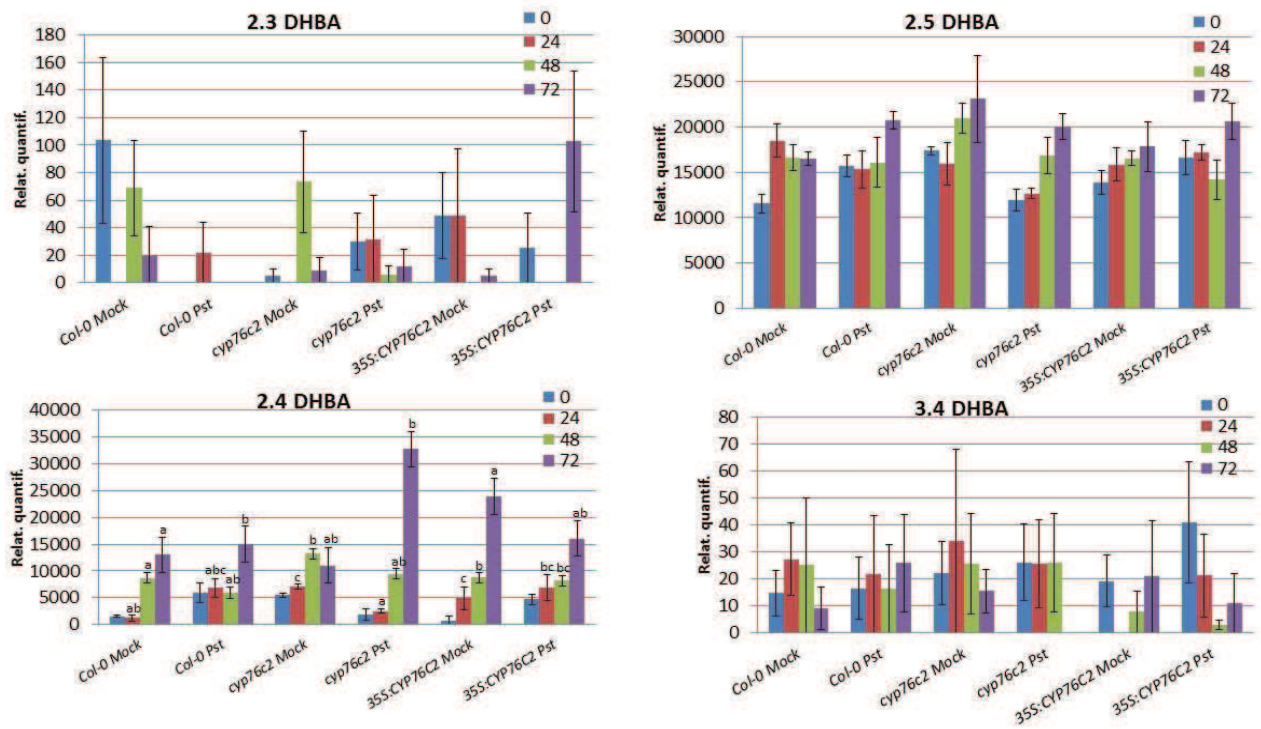 2.3 DHBA
0
24
48
72
Relat. quantif.
180
160
140
120
100
80
60
40
20
0
Col-0 Mock
Col-0 Pst
cyp76c2 Mock
cyp76c2 Pst
35S:CYP76C2 Mock
35S:CYP76C2 Pst
2.5 DHBA
0
24
48
72
Relat. quantif.
30000
25000
20000
15000
10000
5000
0
Col-0 Mock
Col-0 Pst
cyp76c2 Mock
cyp76c2 Pst
35S:CYP76C2 Mock
35S:CYP76C2 Pst
2.4 DHBA
0
24
48
72
Relat. quantif.
40000
35000
30000
25000
20000
15000
10000
5000
0
ab a a
abc ab b
c b ab
a ab b
c b a
bc bc ab
Col-0 Mock
Col-0 Pst
cyp76c2 Mock
cyp76c2 Pst
35S:CYP76C2 Mock
35S:CYP76C2 Pst
3.4 DHBA
0
24
48
72
Relat. quantif.
80
70
60
50
40
30
20
10
0
Col-0 Mock
Col-0 Pst
cyp76c2 Mock
cyp76c2 Pst
35S:CYP76C2 Mock
35S:CYP76C2 Pst